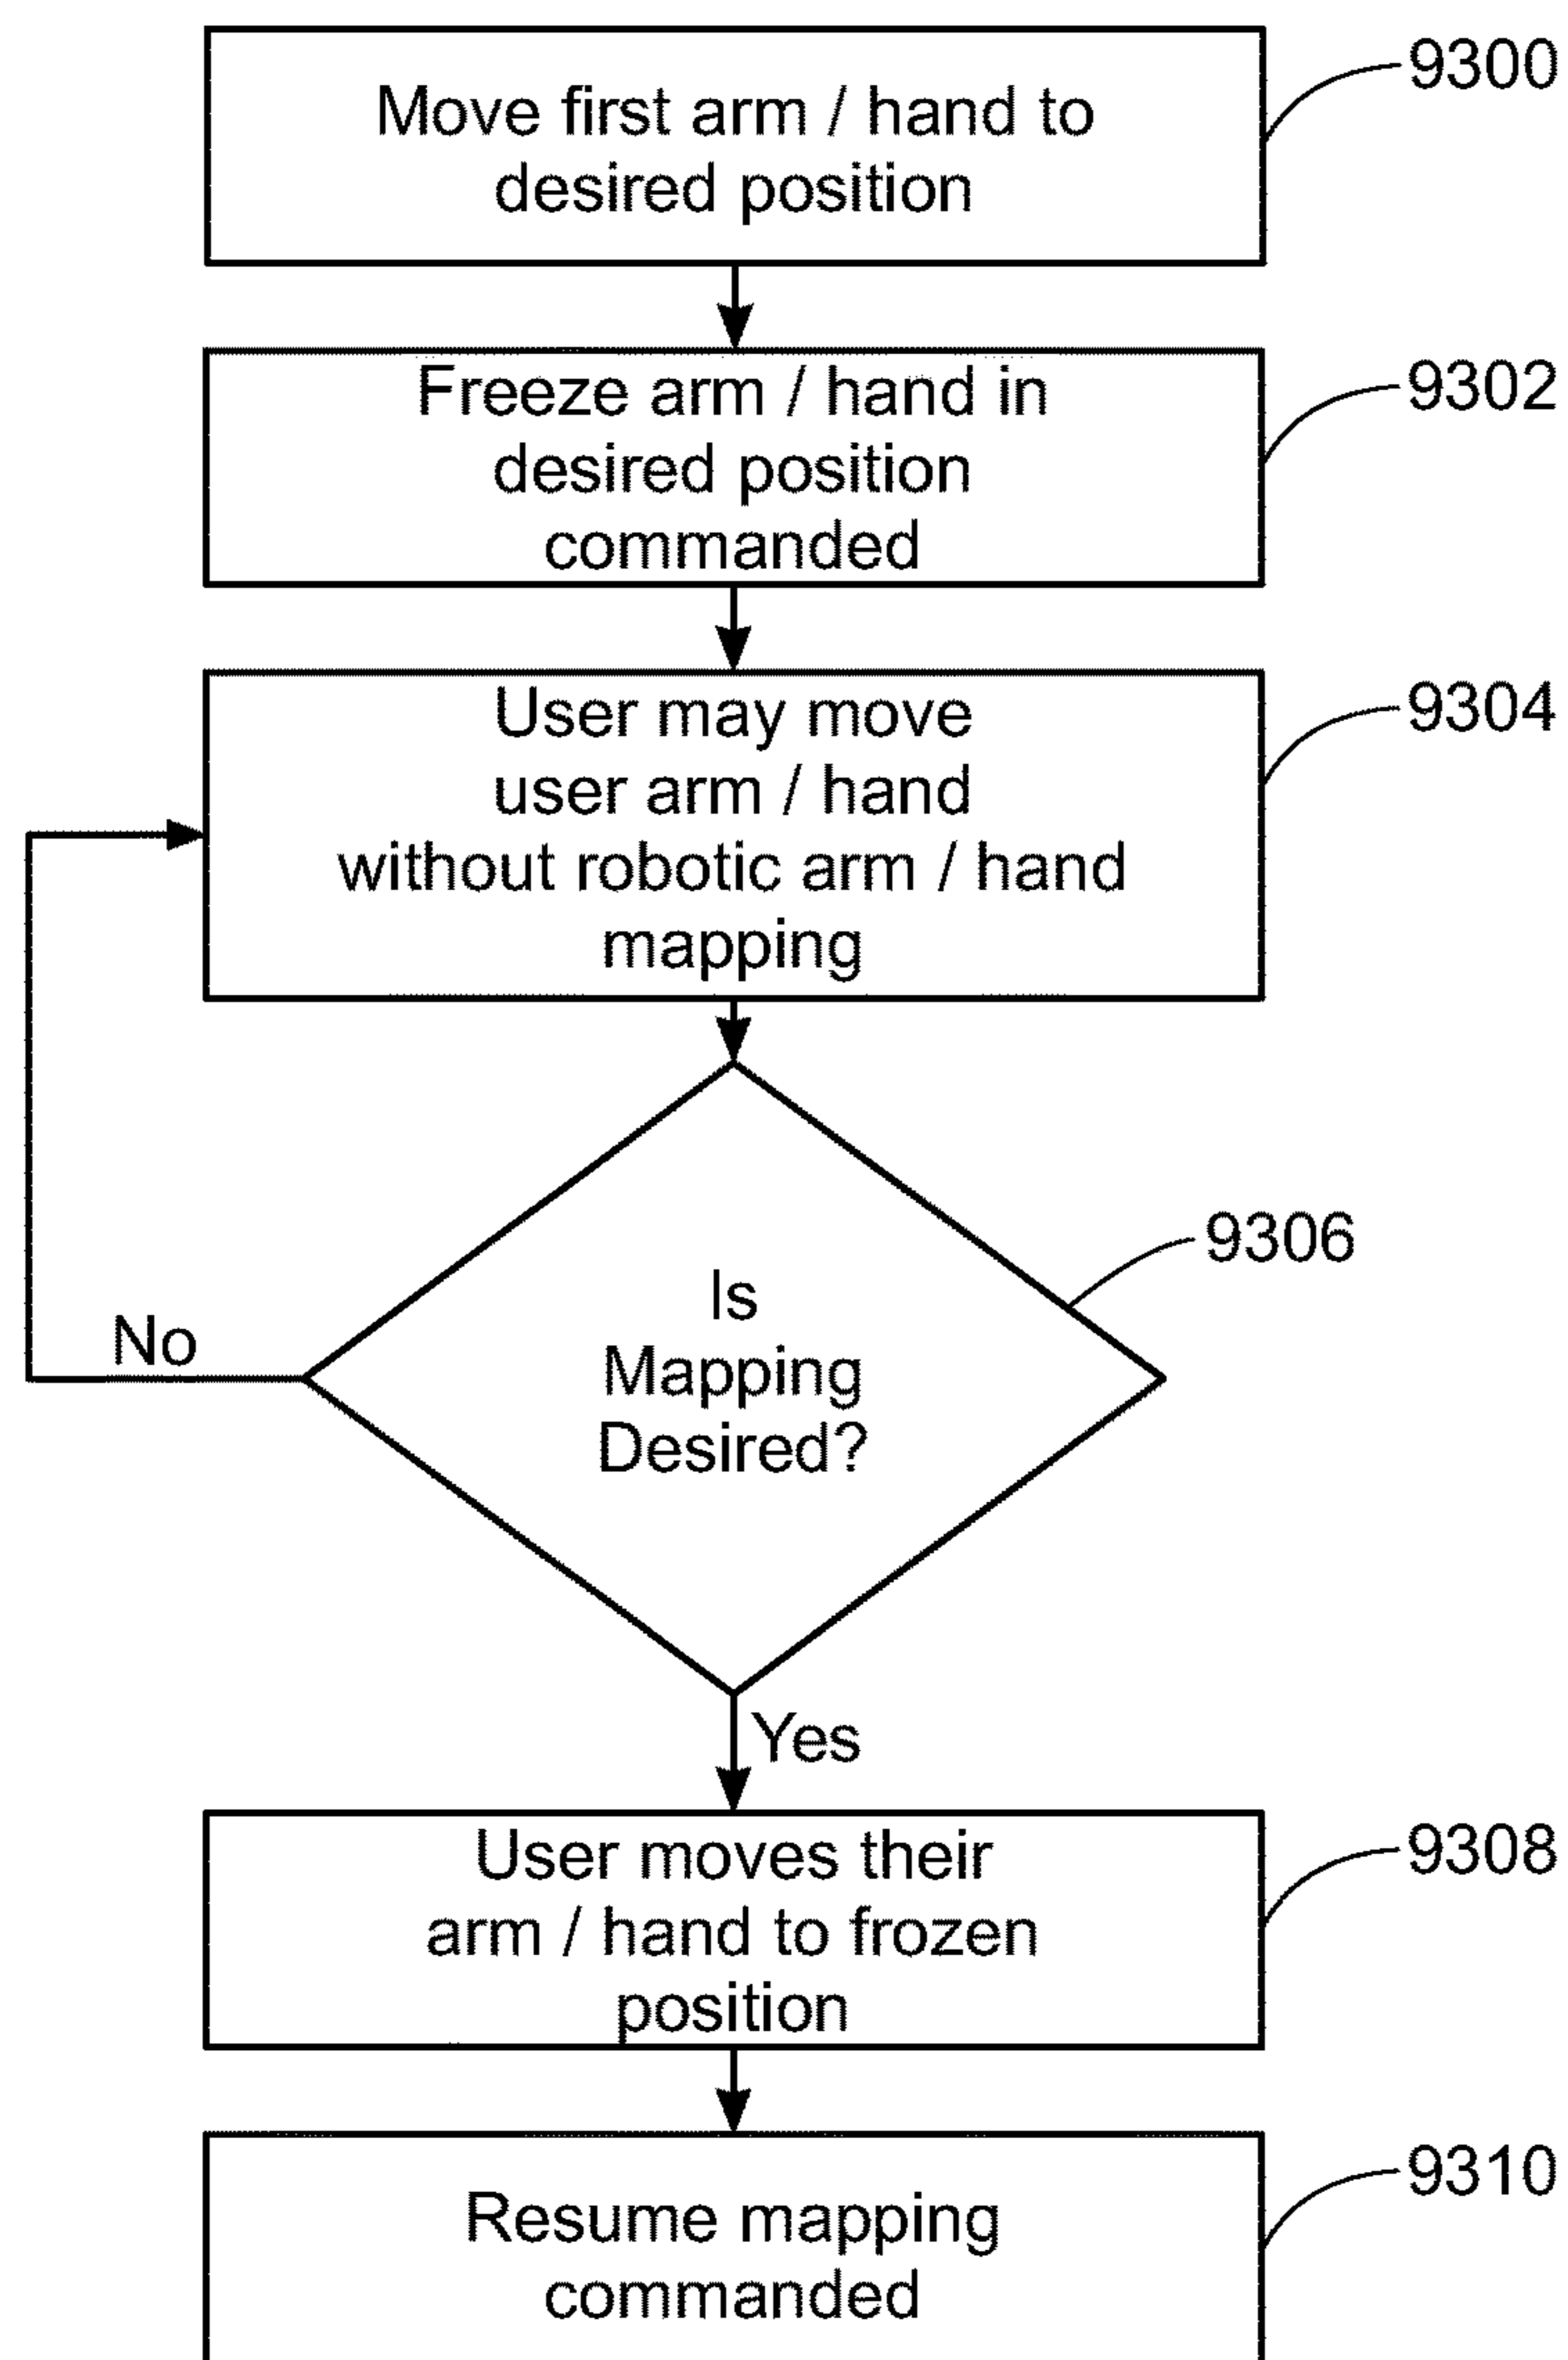 Move first arm / hand to
desired position
9300
Freeze arm / hand in
desired position
commanded
9302
User may move
user arm / hand
without robotic arm / hand
mapping
9304
Is
Mapping
Desired?
9306
No
Yes
User moves their
arm / hand to frozen
position
9308
Resume mapping
commanded
9310